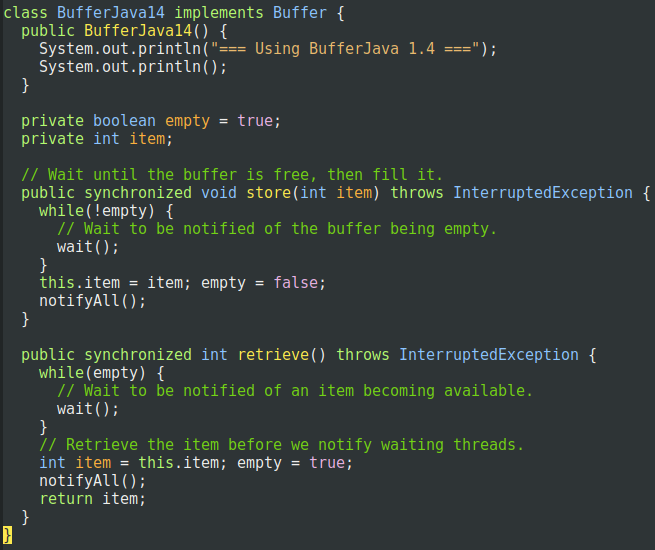 class BufferJava14 implements Buffer {
  public BufferJava14() {
    System.out.println("=== Using BufferJava 1.4 ===");
    System.out.println();
  }

  private boolean empty = true;
  private int item;

  // Wait until the buffer is free, then fill it.
  public synchronized void store(int item) throws InterruptedException {
    while(!empty) {
      // Wait to be notified of the buffer being empty.
      wait();
    }
    this.item = item; empty = false;
    notifyAll();
  }

  public synchronized int retrieve() throws InterruptedException {
    while(empty) {
      // Wait to be notified of an item becoming available.
      wait();
    }
    // Retrieve the item before we notify waiting threads.
    int item = this.item; empty = true;
    notifyAll();
    return item;
  }
}